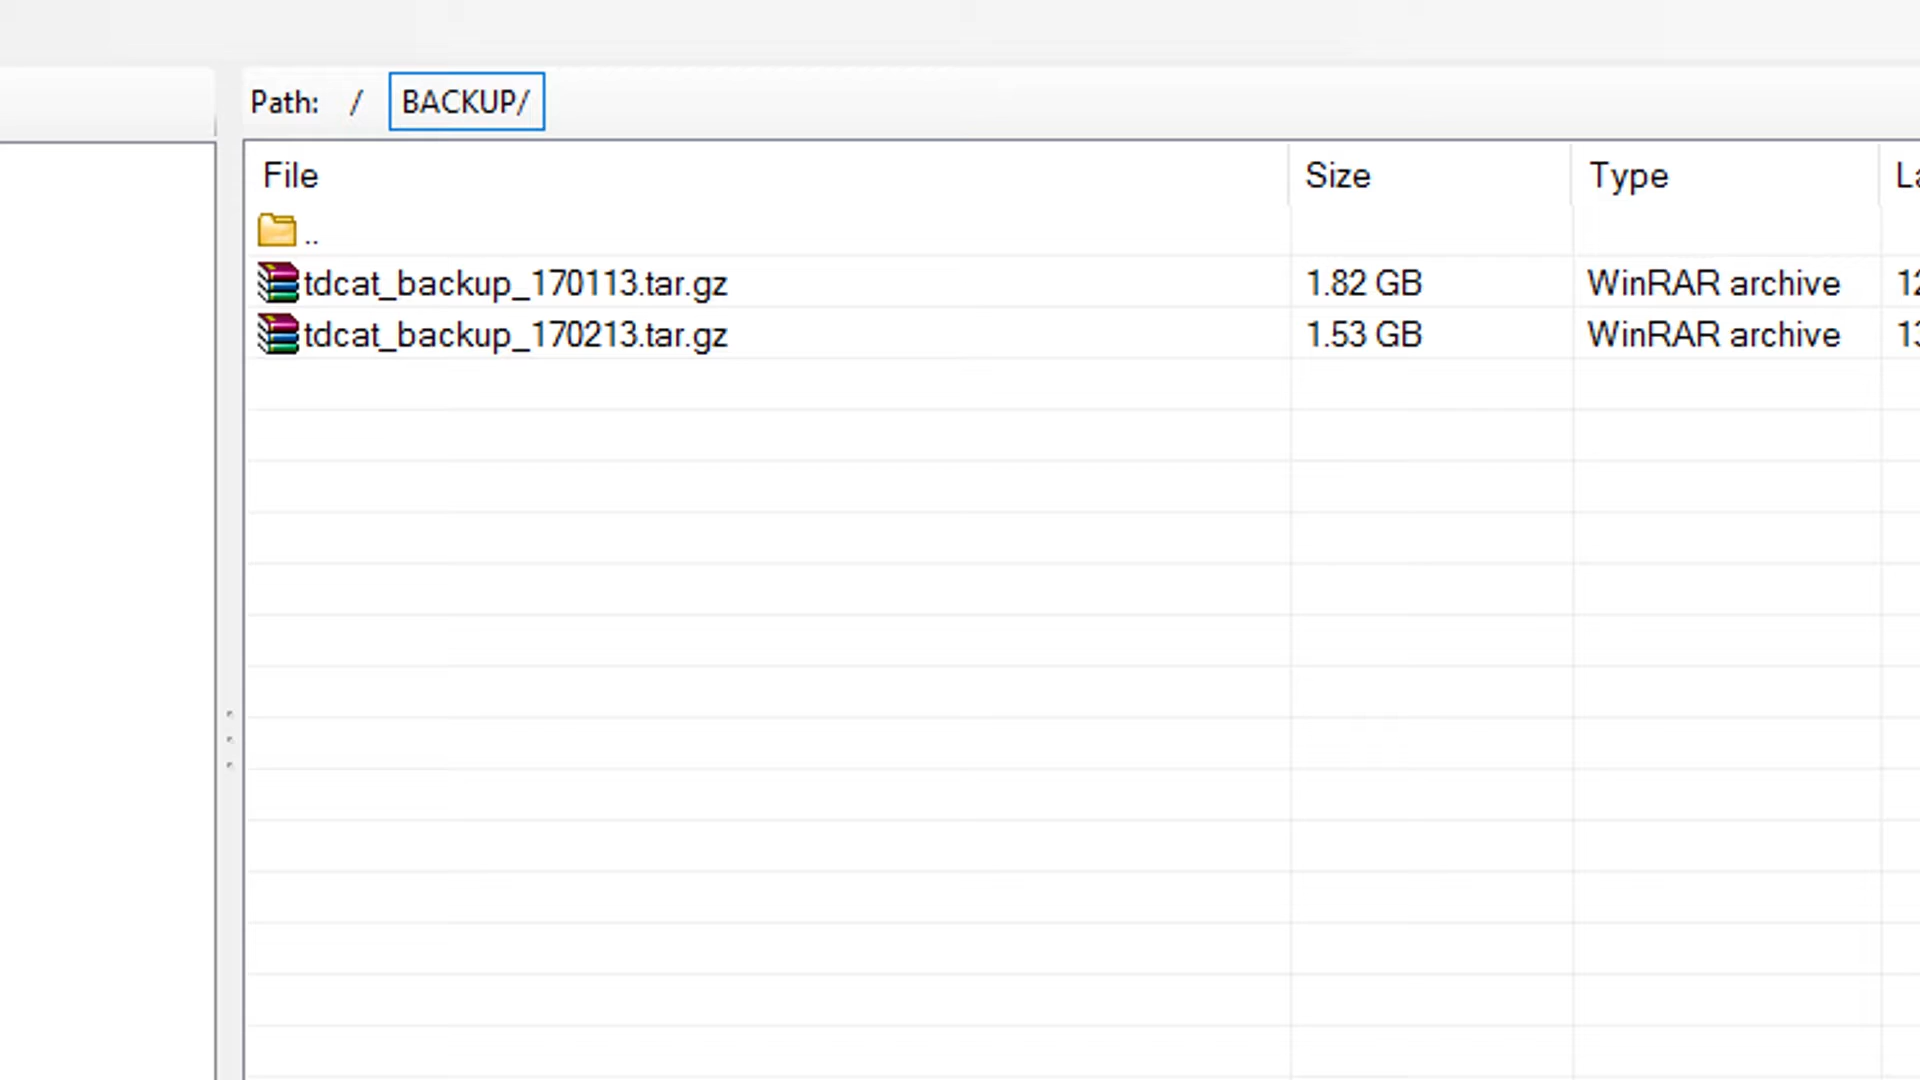 Path: / BACKUP/
File Size Type
..
tdcat_backup_170113.tar.gz 1.82 GB WinRAR archive
tdcat_backup_170213.tar.gz 1.53 GB WinRAR archive